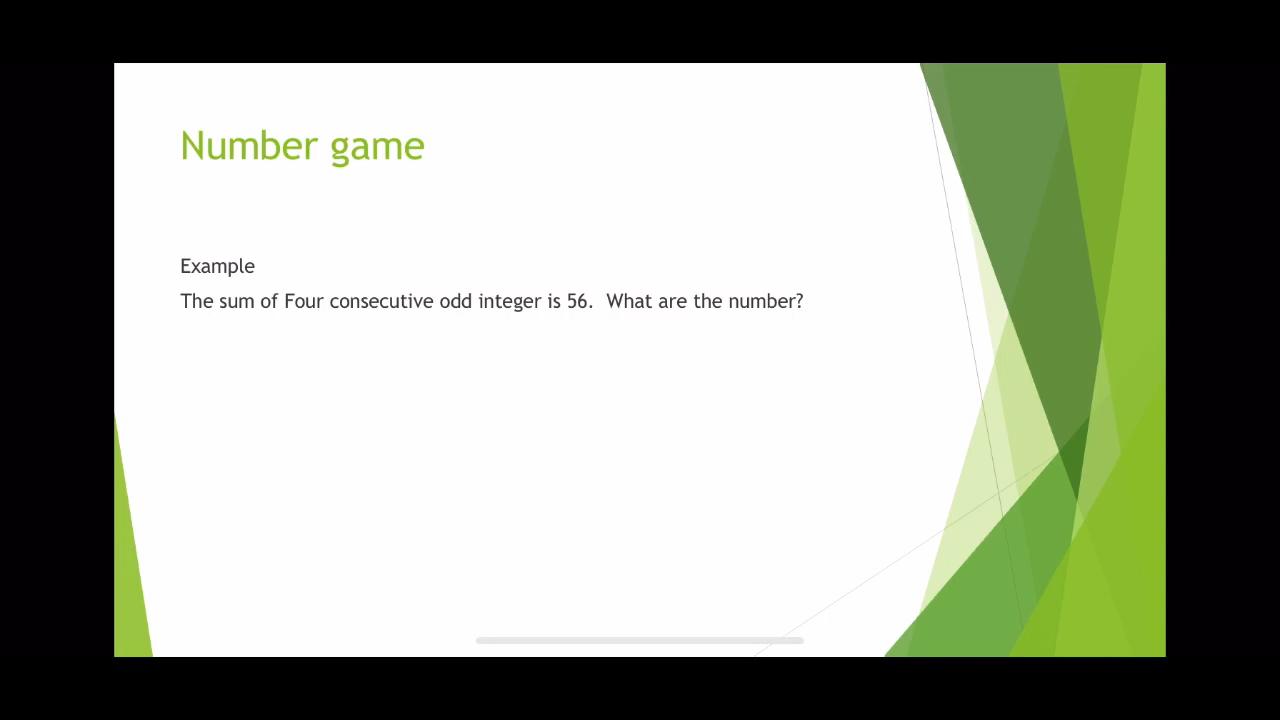 Number game
Example
The sum of Four consecutive odd integer is 56.  What are the number?